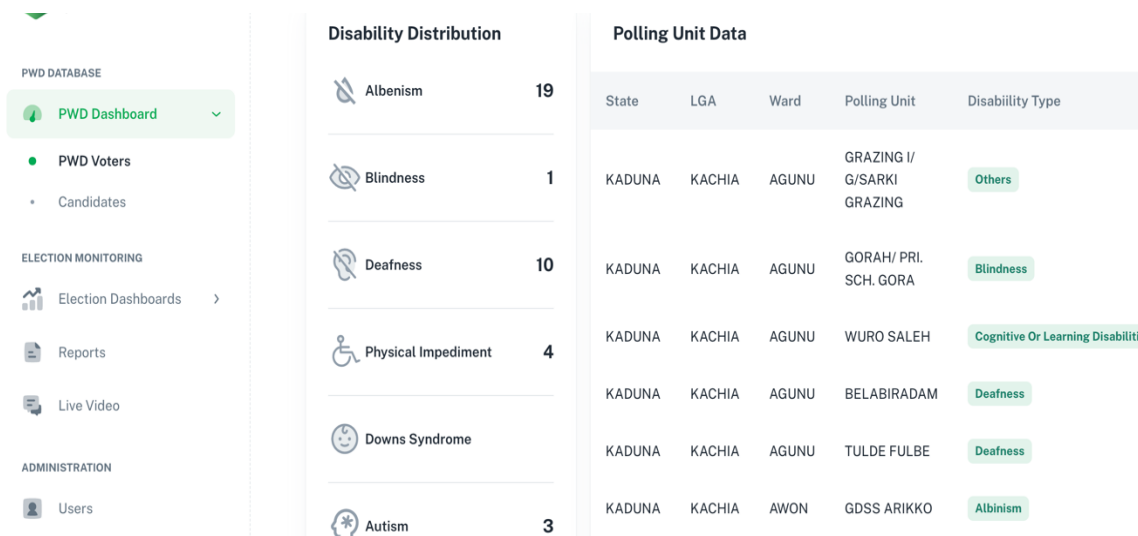 PWD DATABASE
PWD Dashboard
PWD Voters
Candidates
ELECTION MONITORING
Election Dashboards
Reports
Live Video
ADMINISTRATION
Users
Disability Distribution
Albenism 19
Blindness 1
Deafness 10
Physical Impediment 4
Downs Syndrome
Autism 3
Polling Unit Data
State LGA Ward Polling Unit Disabiility Type
GRAZING I/
KADUNA KACHIA AGUNU G/SARKI Others
GRAZING
GORAH/ PRI.
KADUNA KACHIA AGUNU SCH. GORA Blindness
KADUNA KACHIA AGUNU WURO SALEH Cognitive Or Learning Disabiliti
KADUNA KACHIA AGUNU BELABIRADAM Deafness
KADUNA KACHIA AGUNU TULDE FULBE Deafness
KADUNA KACHIA AWON GDSS ARIKKO Albinism